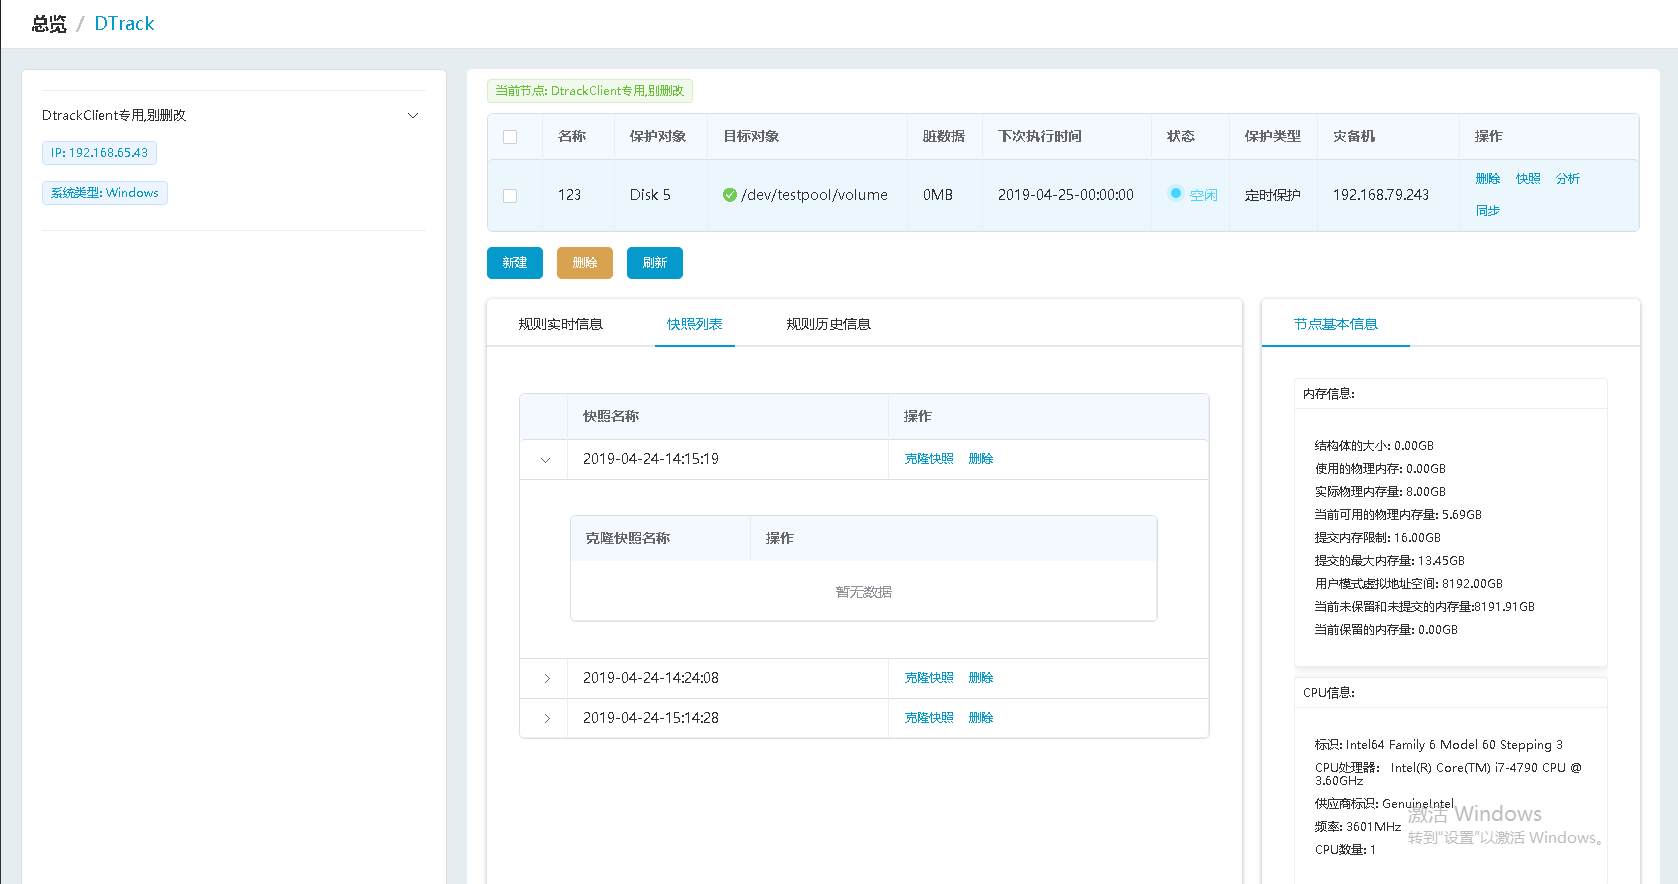 总览 / DTrack
DtrackClient专用,别删改
IP: 192.168.65.43
系统类型: Windows
当前节点: DtrackClient专用,别删改
名称 保护对象 目标对象 脏数据 下次执行时间 状态 保护类型 灾备机 操作
123 Disk 5 /dev/testpool/volume 0MB 2019-04-25-00:00:00 空闲 定时保护 192.168.79.243 删除 快照 分析
同步
新建 删除 刷新
规则实时信息 快照列表 规则历史信息
快照名称 操作
2019-04-24-14:15:19 克隆快照 删除
克隆快照名称 操作
暂无数据
2019-04-24-14:24:08 克隆快照 删除
2019-04-24-15:14:28 克隆快照 删除
节点基本信息
内存信息:
结构体的大小: 0.00GB
使用的物理内存: 0.00GB
实际物理内存量: 8.00GB
当前可用的物理内存量: 5.69GB
提交内存限制: 16.00GB
提交的最大内存量: 13.45GB
用户模式虚拟地址空间: 8192.00GB
当前未保留和未提交的内存量:8191.91GB
当前保留的内存量: 0.00GB
CPU信息:
标识: Intel64 Family 6 Model 60 Stepping 3
CPU处理器: Intel(R) Core(TM) i7-4790 CPU @
3.60GHz
供应商标识: GenuineIntel
频率: 3601MHz
CPU数量: 1
激活 Windows
转到“设置”以激活 Windows。